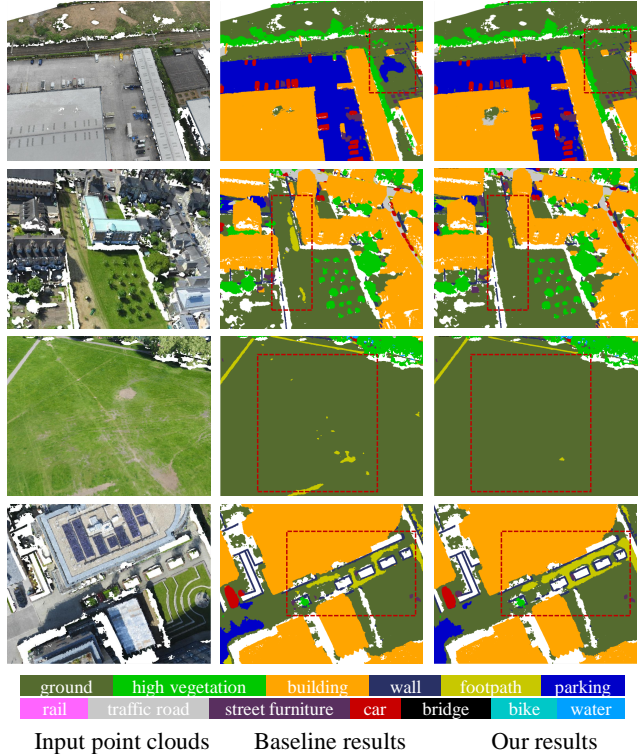 ground high vegetation building wall footpath parking
rail traffic road street furniture car bridge bike water
Input point clouds Baseline results Our results